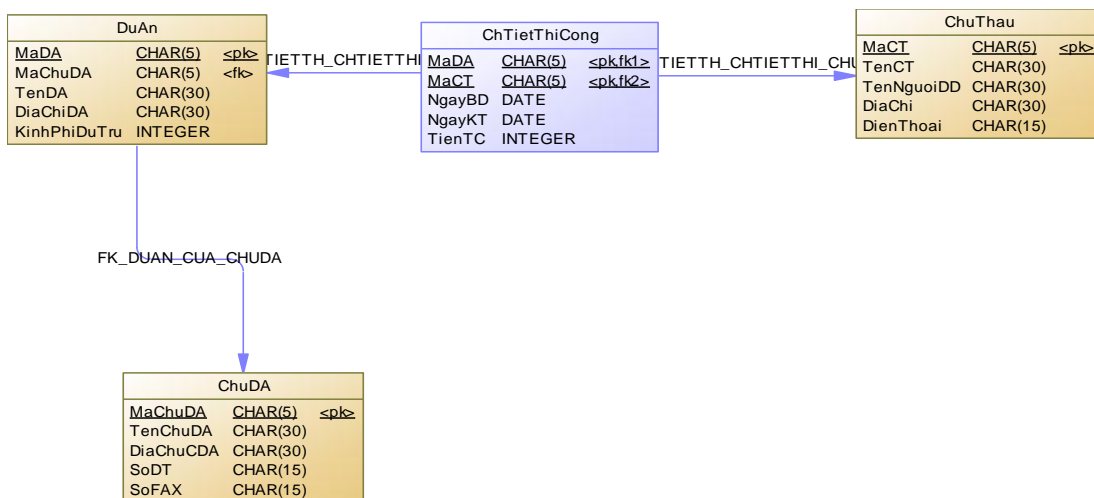 DuAn
MaDA CHAR(5) <pk>
MaChuDA CHAR(5) <fk>
TenDA CHAR(30)
DiaChiDA CHAR(30)
KinhPhiDuTru INTEGER
TIETTH_CHTIETTHI
ChTietThiCong
MaDA CHAR(5) <pk,fk1>
MaCT CHAR(5) <pk,fk2>
NgayBD DATE
NgayKT DATE
TienTC INTEGER
TIETTH_CHTIETTHI_CHU
ChuThau
MaCT CHAR(5) <pk>
TenCT CHAR(30)
TenNguoiDD CHAR(30)
DiaChi CHAR(30)
DienThoai CHAR(15)
FK_DUAN_CUA_CHUDA
ChuDA
MaChuDA CHAR(5) <pk>
TenChuDA CHAR(30)
DiaChuCDA CHAR(30)
SoDT CHAR(15)
SoFAX CHAR(15)